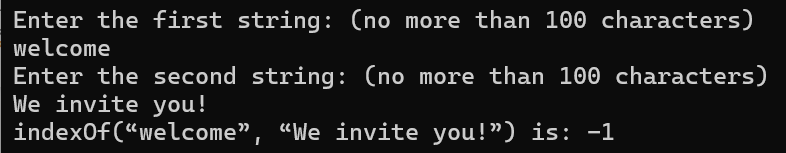 Enter the first string: (no more than 100 characters)
welcome
Enter the second string: (no more than 100 characters)
We invite you!
indexOf(“welcome”, “We invite you!”) is: -1